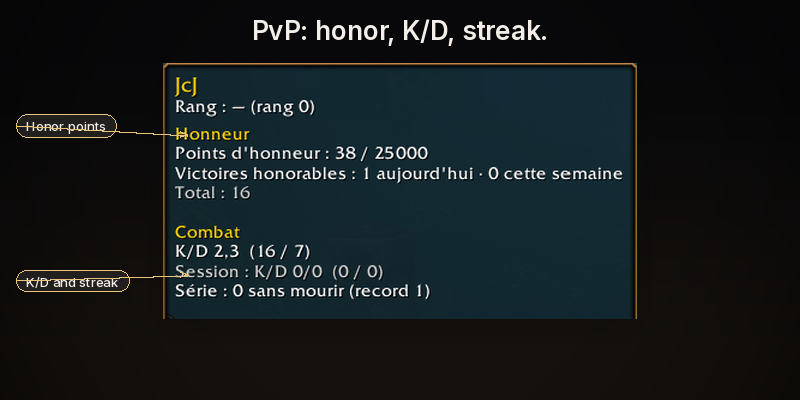 PvP: honor, K/D, streak.
JcJ
Rang : — (rang 0)
Honor points
Honneur
Points d'honneur : 38 / 25000
Victoires honorables : 1 aujourd'hui · 0 cette semaine
Total : 16
Combat
K/D 2,3 (16 / 7)
Session : K/D 0/0 (0 / 0)
K/D and streak
Série : 0 sans mourir (record 1)